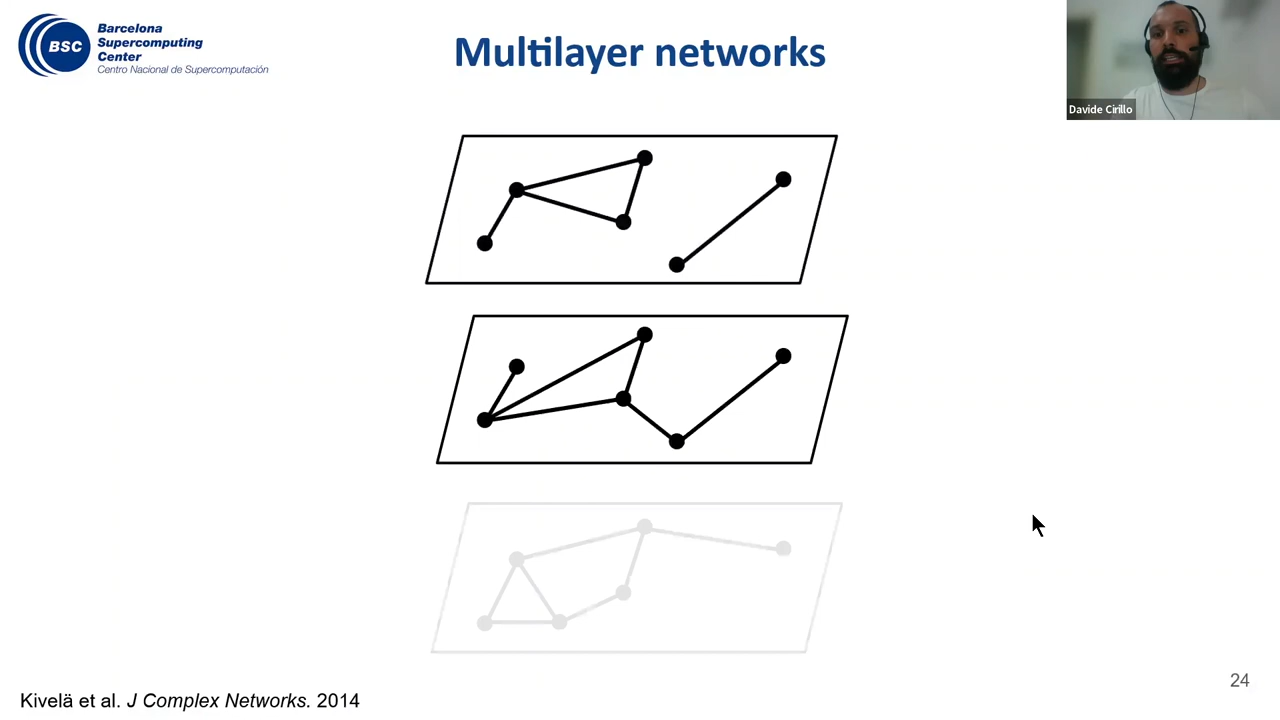 BSC
Barcelona
Supercomputing
Center
Centro Nacional de Supercomputación
Multilayer networks
Davide Cirillo
24
Kivelä et al. J Complex Networks. 2014